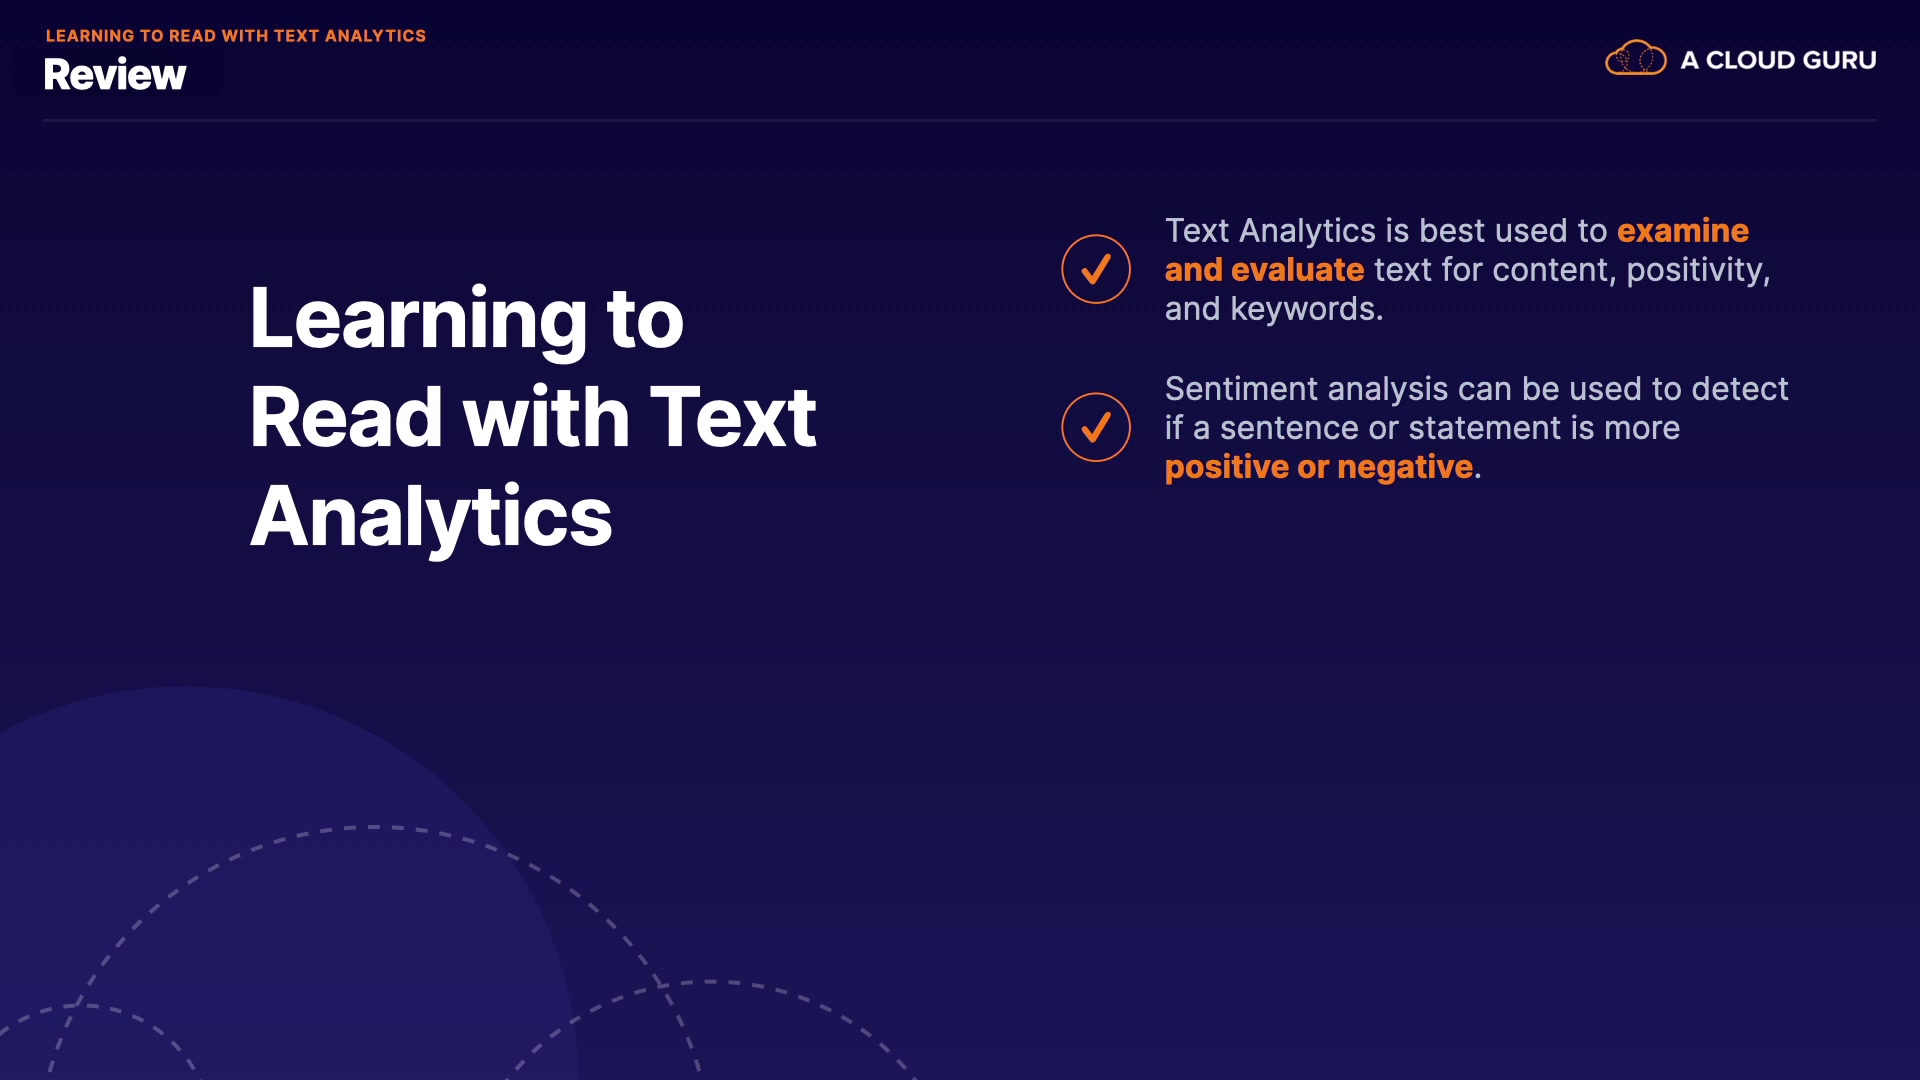 LEARNING TO READ WITH TEXT ANALYTICS
Review
A CLOUD GURU
Learning to
Read with Text
Analytics
Text Analytics is best used to examine
and evaluate text for content, positivity,
and keywords.
Sentiment analysis can be used to detect
if a sentence or statement is more
positive or negative.